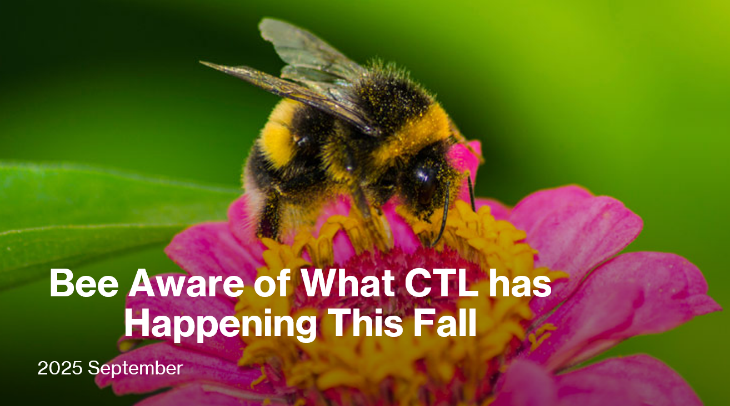 Bee Aware of What CTL has
Happening This Fall
2025 September